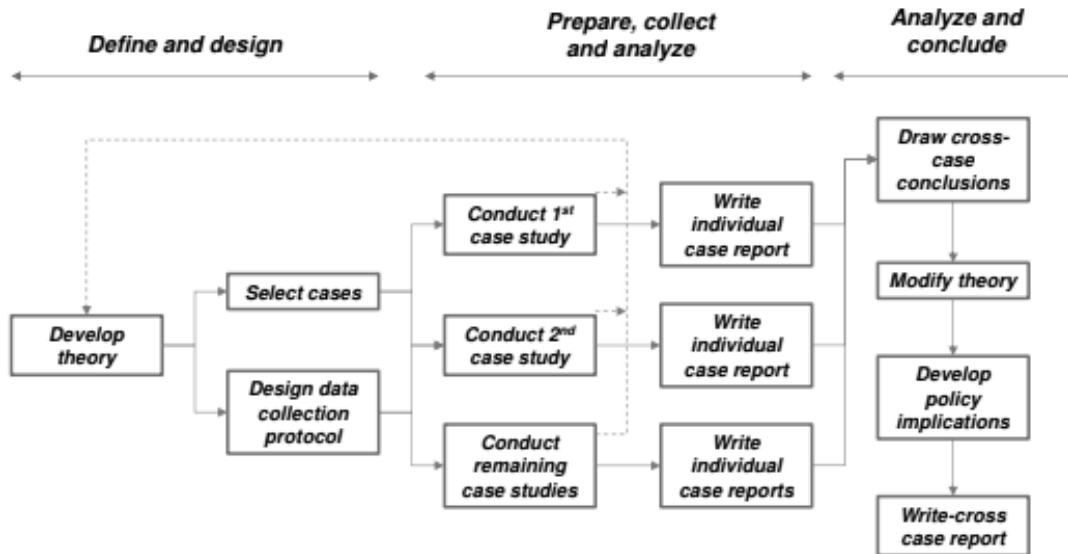 Define and design
Prepare, collect
and analyze
Analyze and
conclude
Develop
theory
Select cases
Design data
collection
protocol
Conduct 1st
case study
Conduct 2nd
case study
Conduct
remaining
case studies
Write
individual
case report
Write
individual
case report
Write
individual
case reports
Draw cross-
case
conclusions
Modify theory
Develop
policy
implications
Write-cross
case report